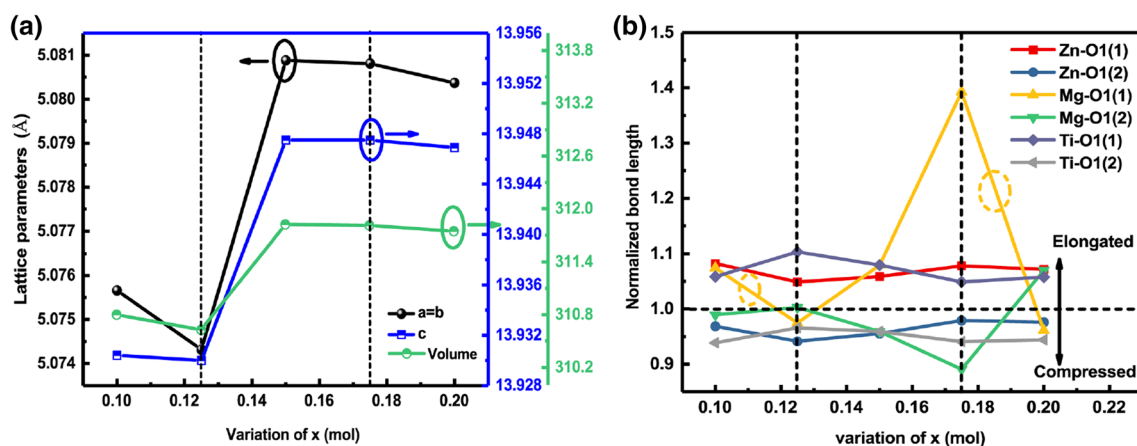 (a)
5.081
5.080
5.079
5.078
5.077
5.076
5.075
5.074
Lattice parameters (Å)
0.10
0.12
0.14
0.16
0.18
0.20
Variation of x (mol)
13.956
13.952
13.948
13.944
13.940
13.936
13.932
13.928
313.8
313.2
312.6
312.0
311.4
310.8
310.2
a=b
c
Volume
(b)
1.5
1.4
1.3
1.2
1.1
1.0
0.9
Normalized bond length
0.10
0.12
0.14
0.16
0.18
0.20
0.22
variation of x (mol)
Zn-O1(1)
Zn-O1(2)
Mg-O1(1)
Mg-O1(2)
Ti-O1(1)
Ti-O1(2)
Elongated
Compressed